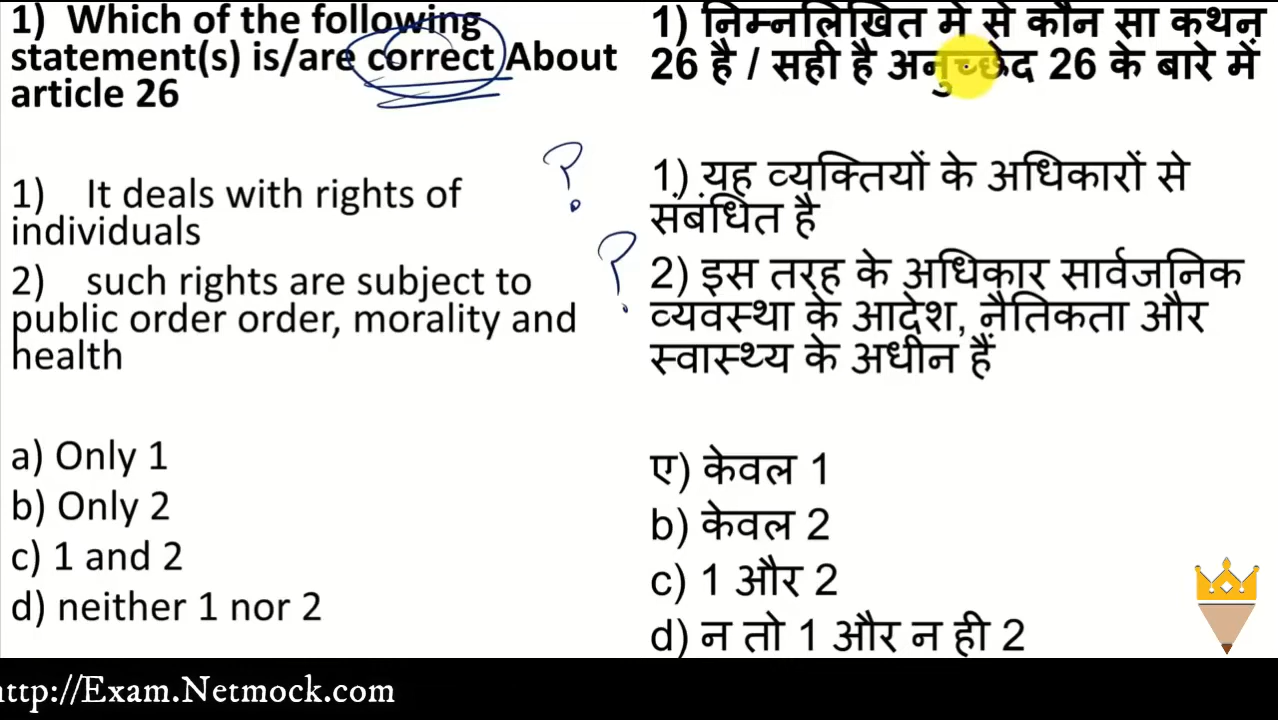 1) Which of the following
statement(s) is/are correct About
article 26
1) It deals with rights of
individuals
2) such rights are subject to
public order order, morality and
health
a) Only 1
b) Only 2
c) 1 and 2
d) neither 1 nor 2
1) निम्नलिखित में से कौन सा कथन
26 है / सही है अनुच्छेद 26 के बारे में
1) यह व्यक्तियों के अधिकारों से
संबंधित है
2) इस तरह के अधिकार सार्वजनिक
व्यवस्था के आदेश, नैतिकता और
स्वास्थ्य के अधीन हैं
ए) केवल 1
b) केवल 2
c) 1 और 2
d) न तो 1 और न ही 2
http://Exam.Netmock.com